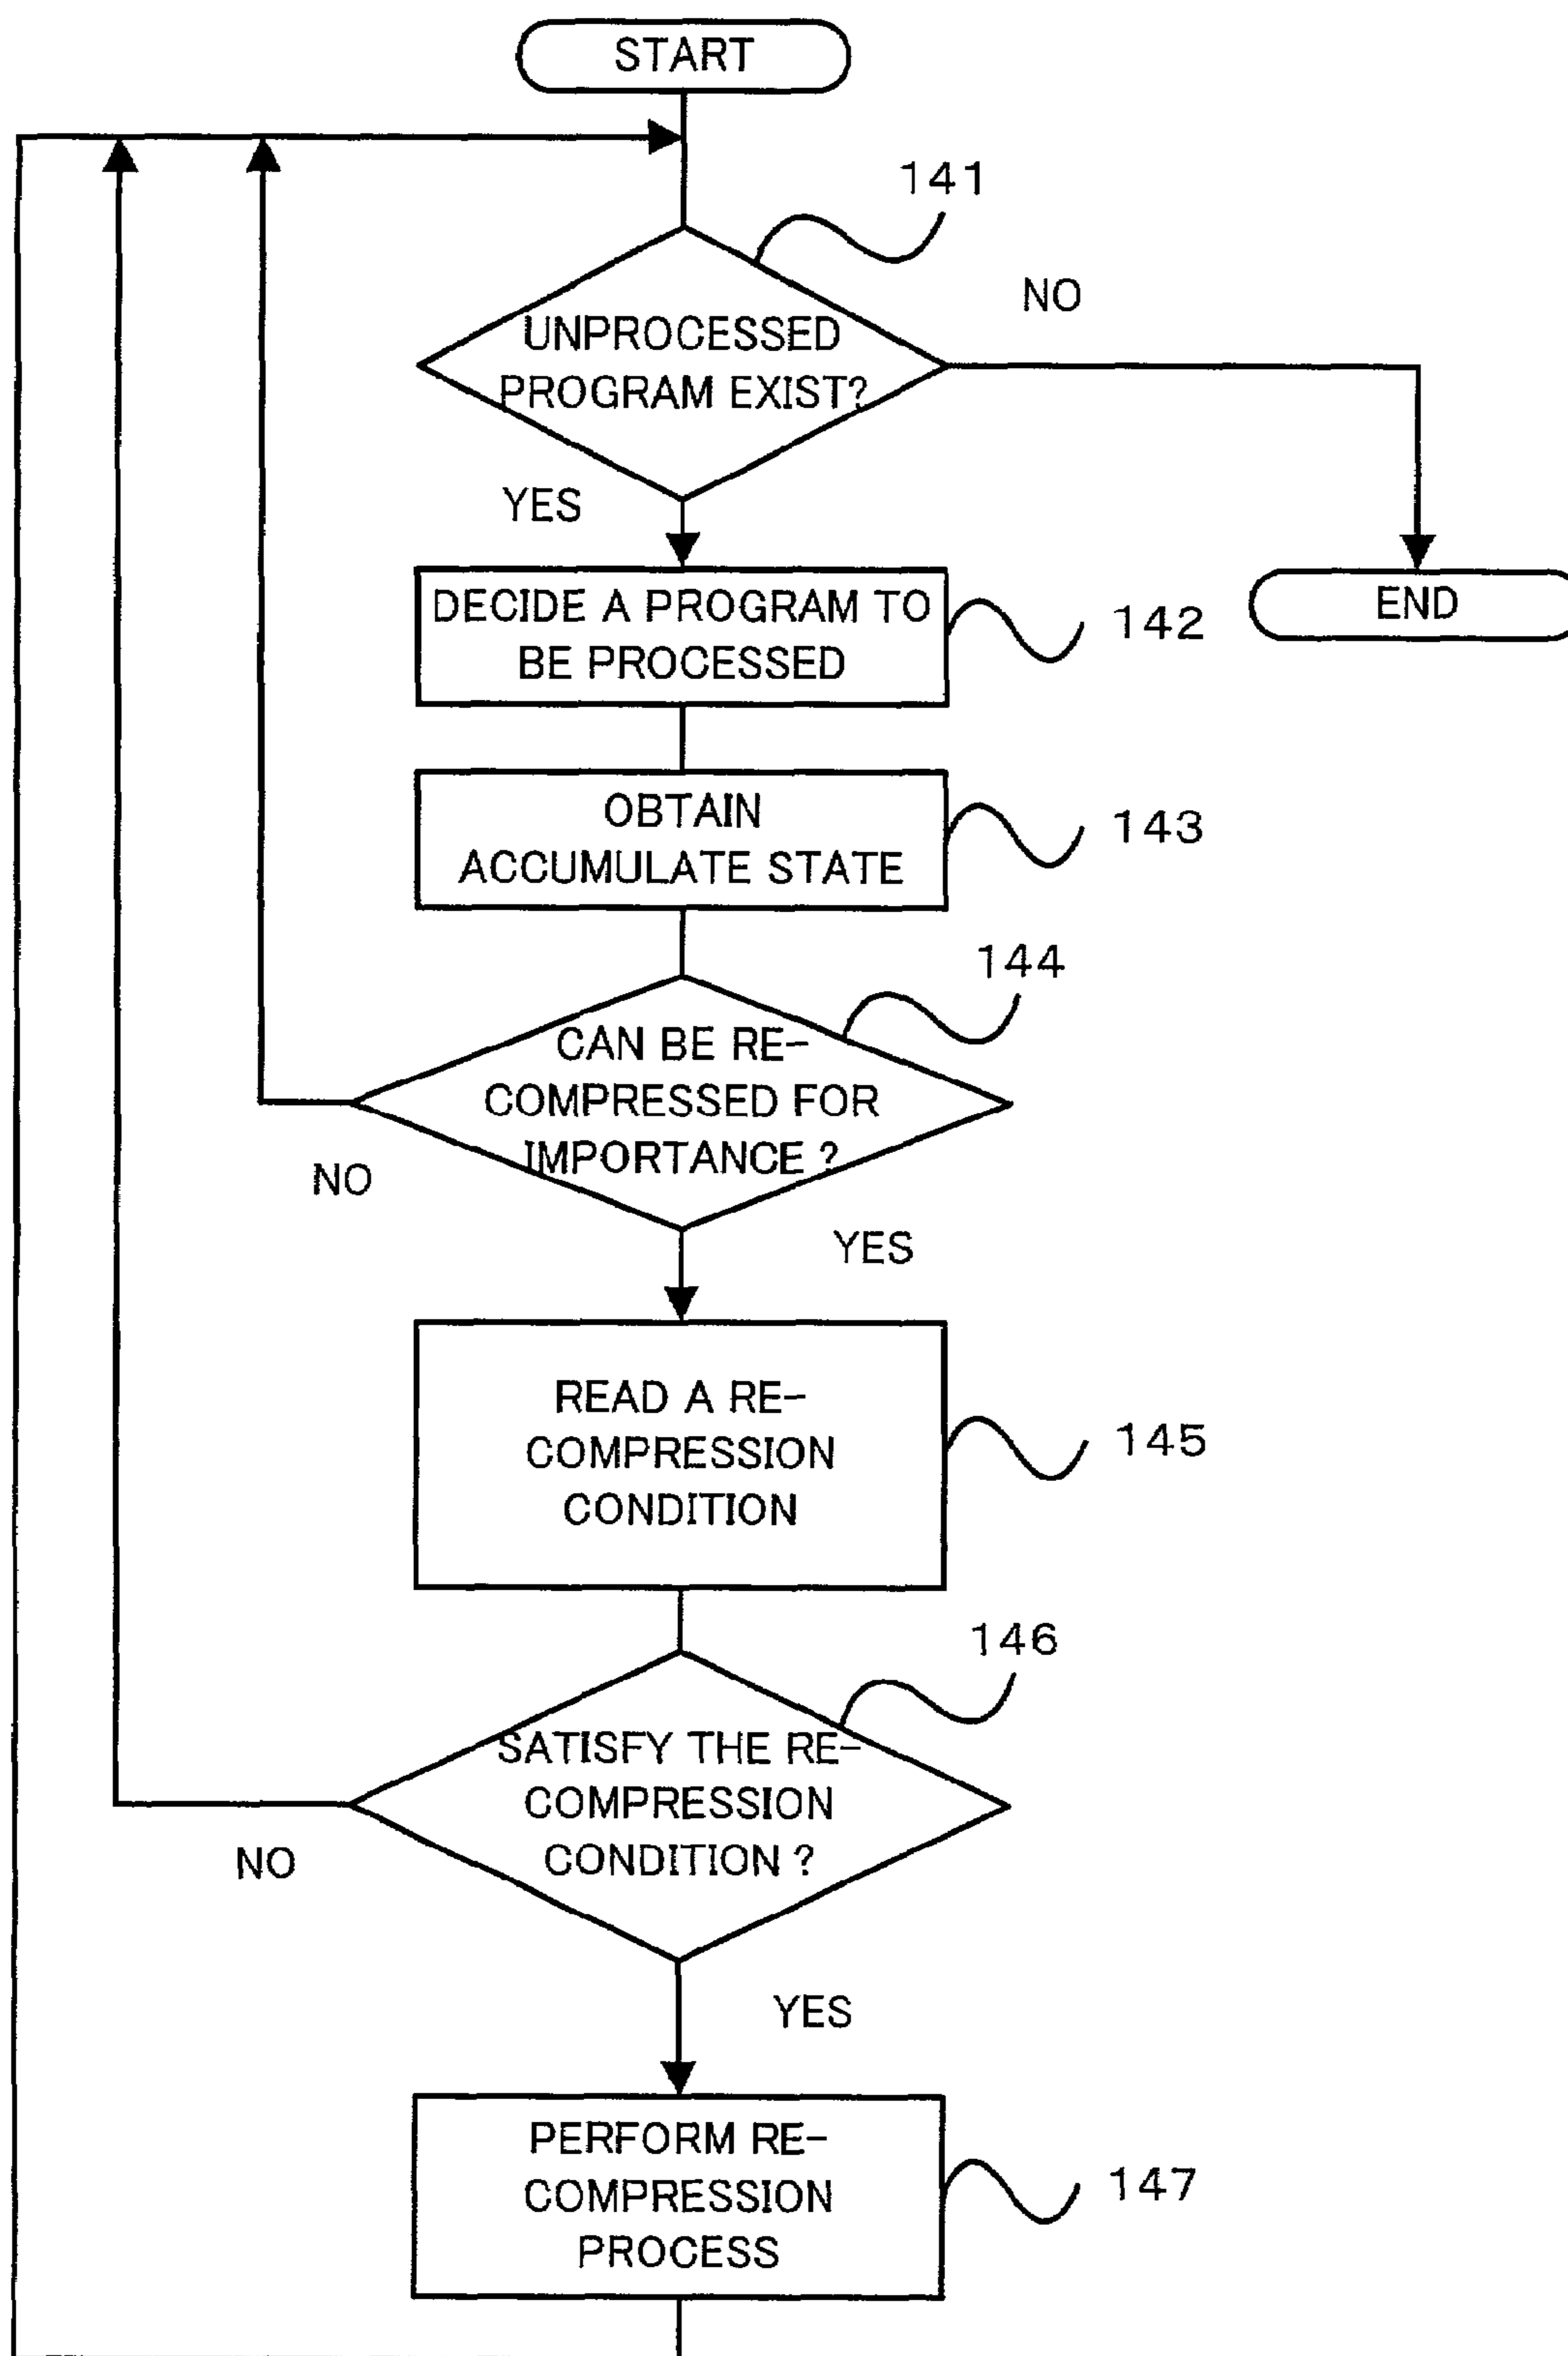 START
141
NO
UNPROCESSED
PROGRAM EXIST?
YES
DECIDE A PROGRAM TO
BE PROCESSED
142
END
OBTAIN
ACCUMULATE STATE
143
144
CAN BE RE-
COMPRESSED FOR
IMPORTANCE ?
NO
YES
READ A RE-
COMPRESSION
CONDITION
145
146
SATISFY THE RE-
COMPRESSION
CONDITION ?
NO
YES
PERFORM RE-
COMPRESSION
PROCESS
147